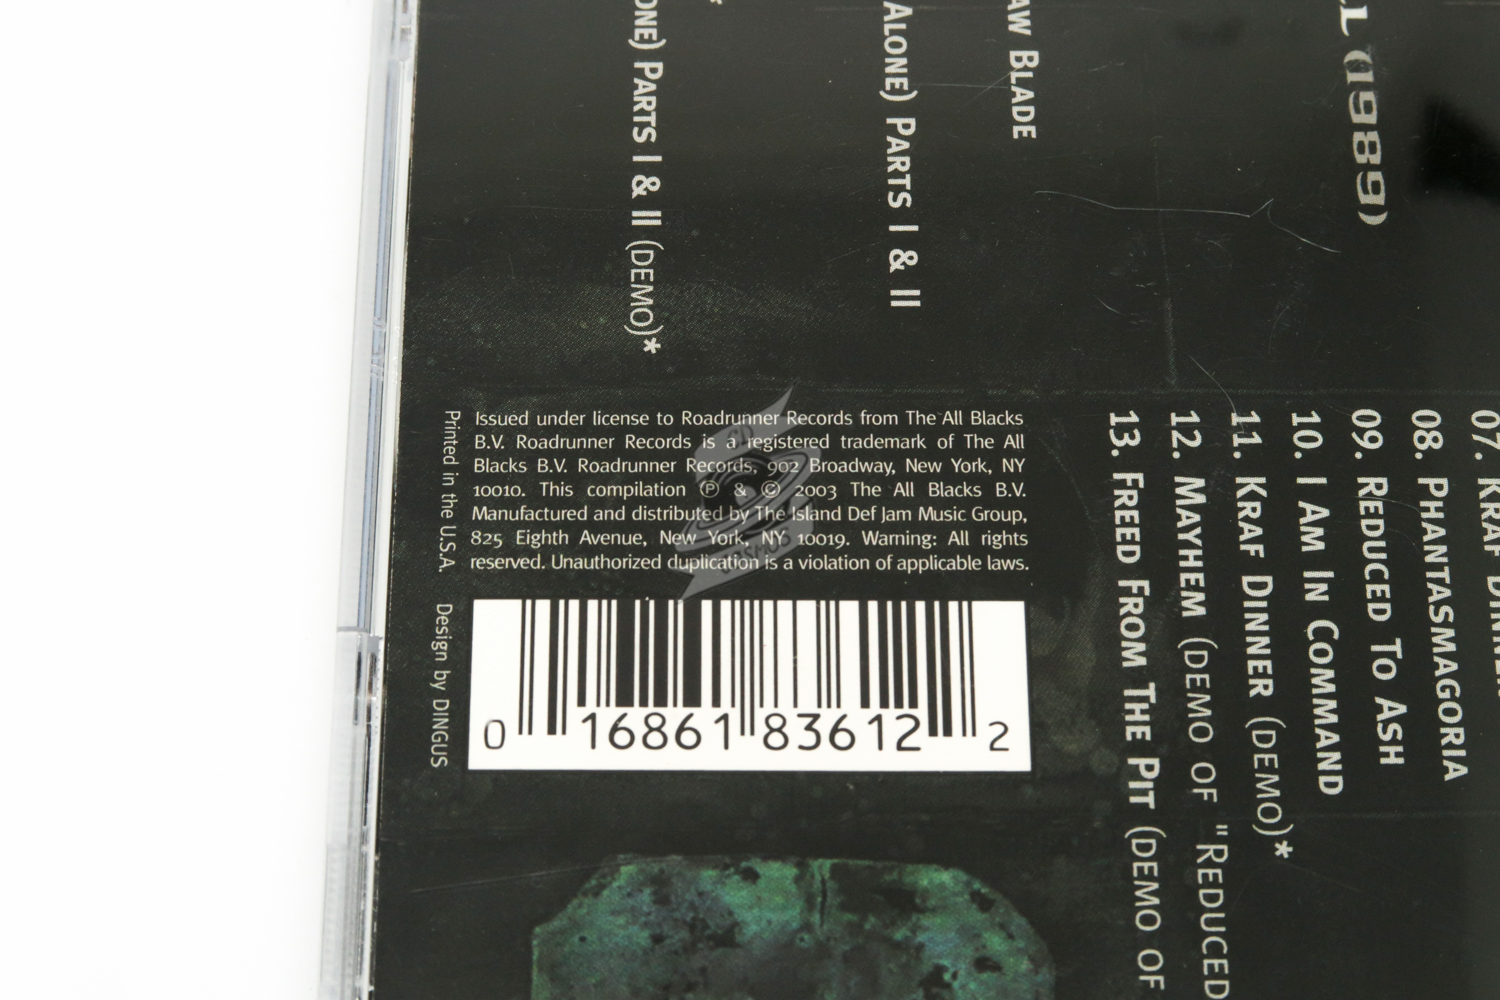 ONE) PARTS I & II (DEMO)*
ALONE) PARTS I & II
AW BLADE
LL (1989)
Issued under license to Roadrunner Records from The All Blacks
B.V. Roadrunner Records is a registered trademark of The All
Blacks B.V. Roadrunner Records, 902 Broadway, New York, NY
10010. This compilation ℗ & © 2003 The All Blacks B.V.
Manufactured and distributed by The Island Def Jam Music Group,
825 Eighth Avenue, New York, NY 10019. Warning: All rights
reserved. Unauthorized duplication is a violation of applicable laws.
Printed in the U.S.A. Design by DINGUS
0 16861 83612 2
07. KRAF DINNE
08. PHANTASMAGORIA
09. REDUCED TO ASH
10. I AM IN COMMAND
11. KRAF DINNER (DEMO)*
12. MAYHEM (DEMO OF "REDUCED
13. FREED FROM THE PIT (DEMO OF
CD
COSMOS